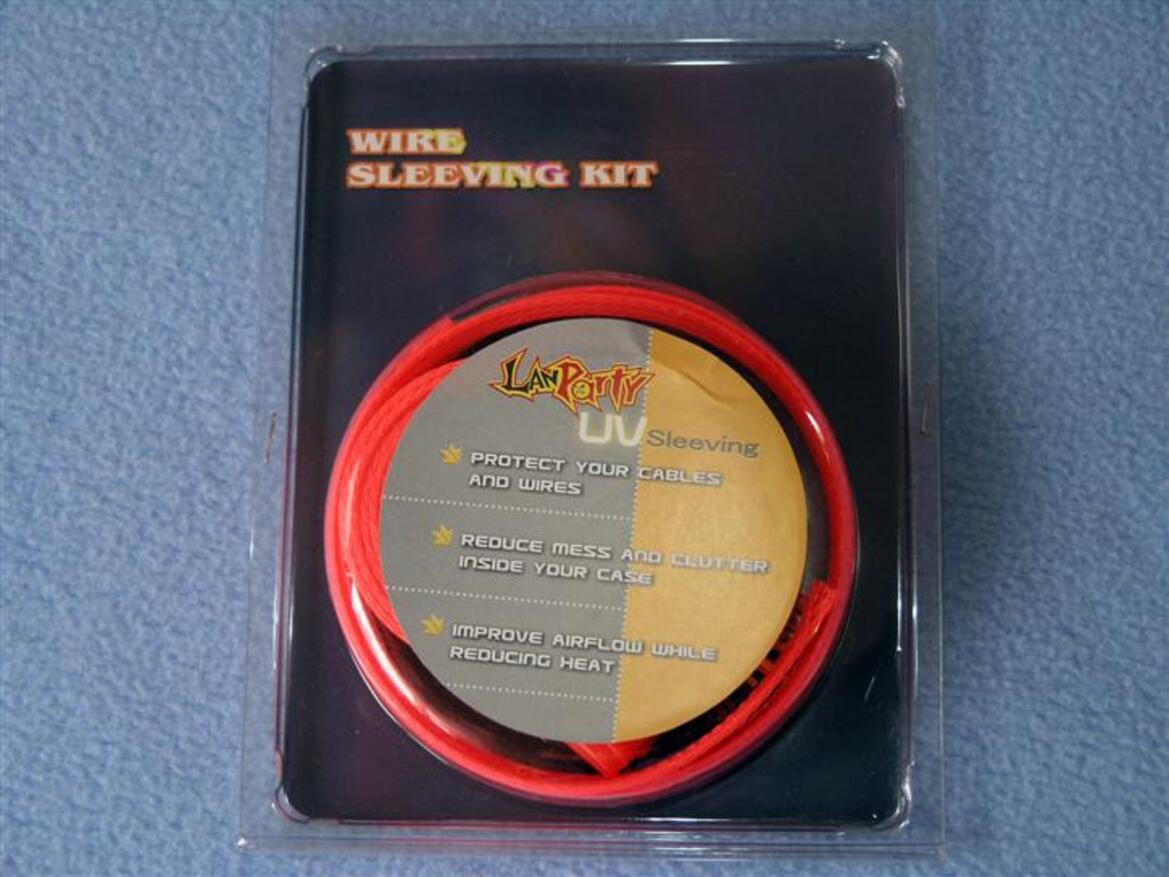 WIRE
SLEEVING KIT
LANPARTY
UV Sleeving
PROTECT YOUR CABLES
AND WIRES
REDUCE MESS AND CLUTTER
INSIDE YOUR CASE
IMPROVE AIRFLOW WHILE
REDUCING HEAT